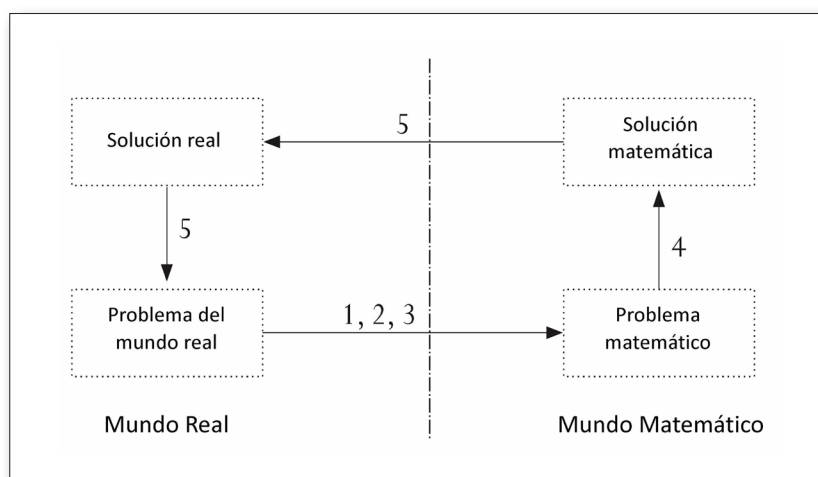 Solución real
5
Solución
matemática
5
4
Problema del
mundo real
1, 2, 3
Problema
matemático
Mundo Real
Mundo Matemático